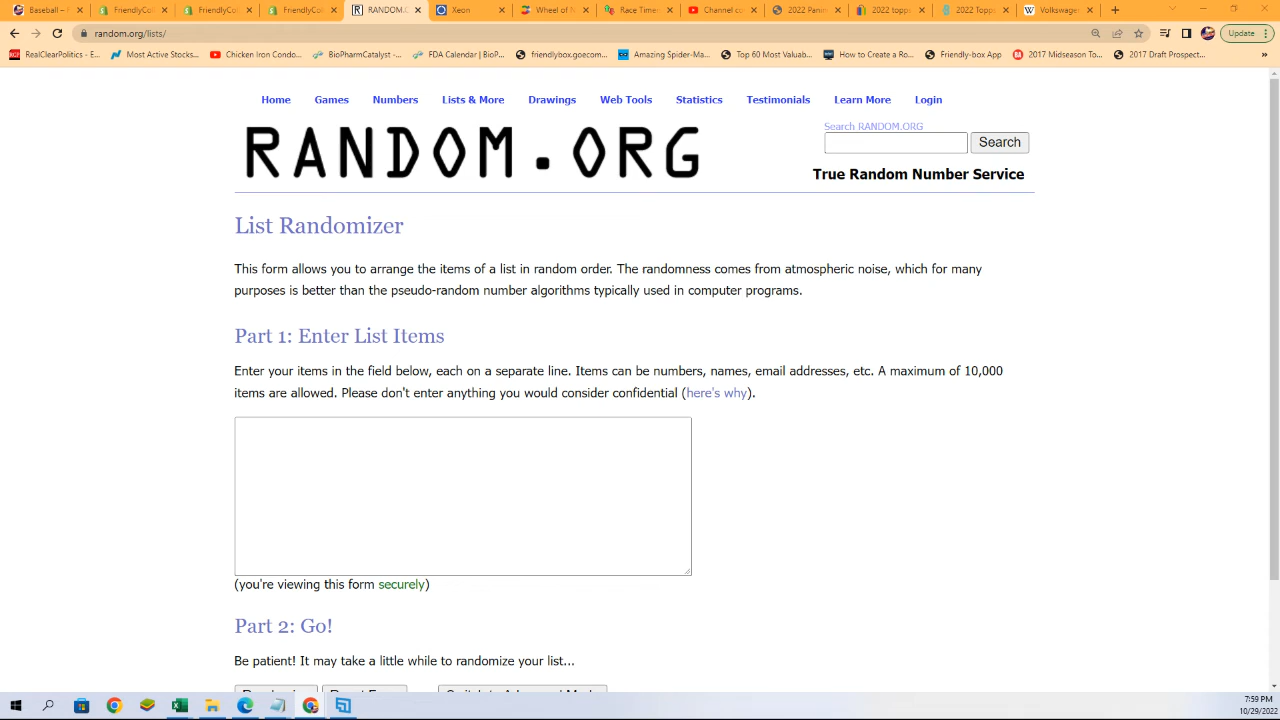 Baseball -
FriendlyCol
FriendlyCol
FriendlyCol
RANDOM.O
Xeon
Wheel of N
Race Timer
Channel co
2022 Panin
2022 topps
2022 Topp
Volkswage
random.org/lists/
Update
RealClearPolitics - E...
Most Active Stocks...
Chicken Iron Condo...
BioPharmCatalyst -...
FDA Calendar | BioP...
friendlybox.goecom...
Amazing Spider-Ma...
Top 60 Most Valuab...
How to Create a Ro...
Friendly-box App
2017 Midseason To...
2017 Draft Prospect...
»
Home Games Numbers Lists & More Drawings Web Tools Statistics Testimonials Learn More Login
RANDOM.ORG
Search RANDOM.ORG
Search
True Random Number Service
List Randomizer
This form allows you to arrange the items of a list in random order. The randomness comes from atmospheric noise, which for many
purposes is better than the pseudo-random number algorithms typically used in computer programs.
Part 1: Enter List Items
Enter your items in the field below, each on a separate line. Items can be numbers, names, email addresses, etc. A maximum of 10,000
items are allowed. Please don't enter anything you would consider confidential (here's why).
(you're viewing this form securely)
Part 2: Go!
Be patient! It may take a little while to randomize your list...
7:59 PM
10/29/2022